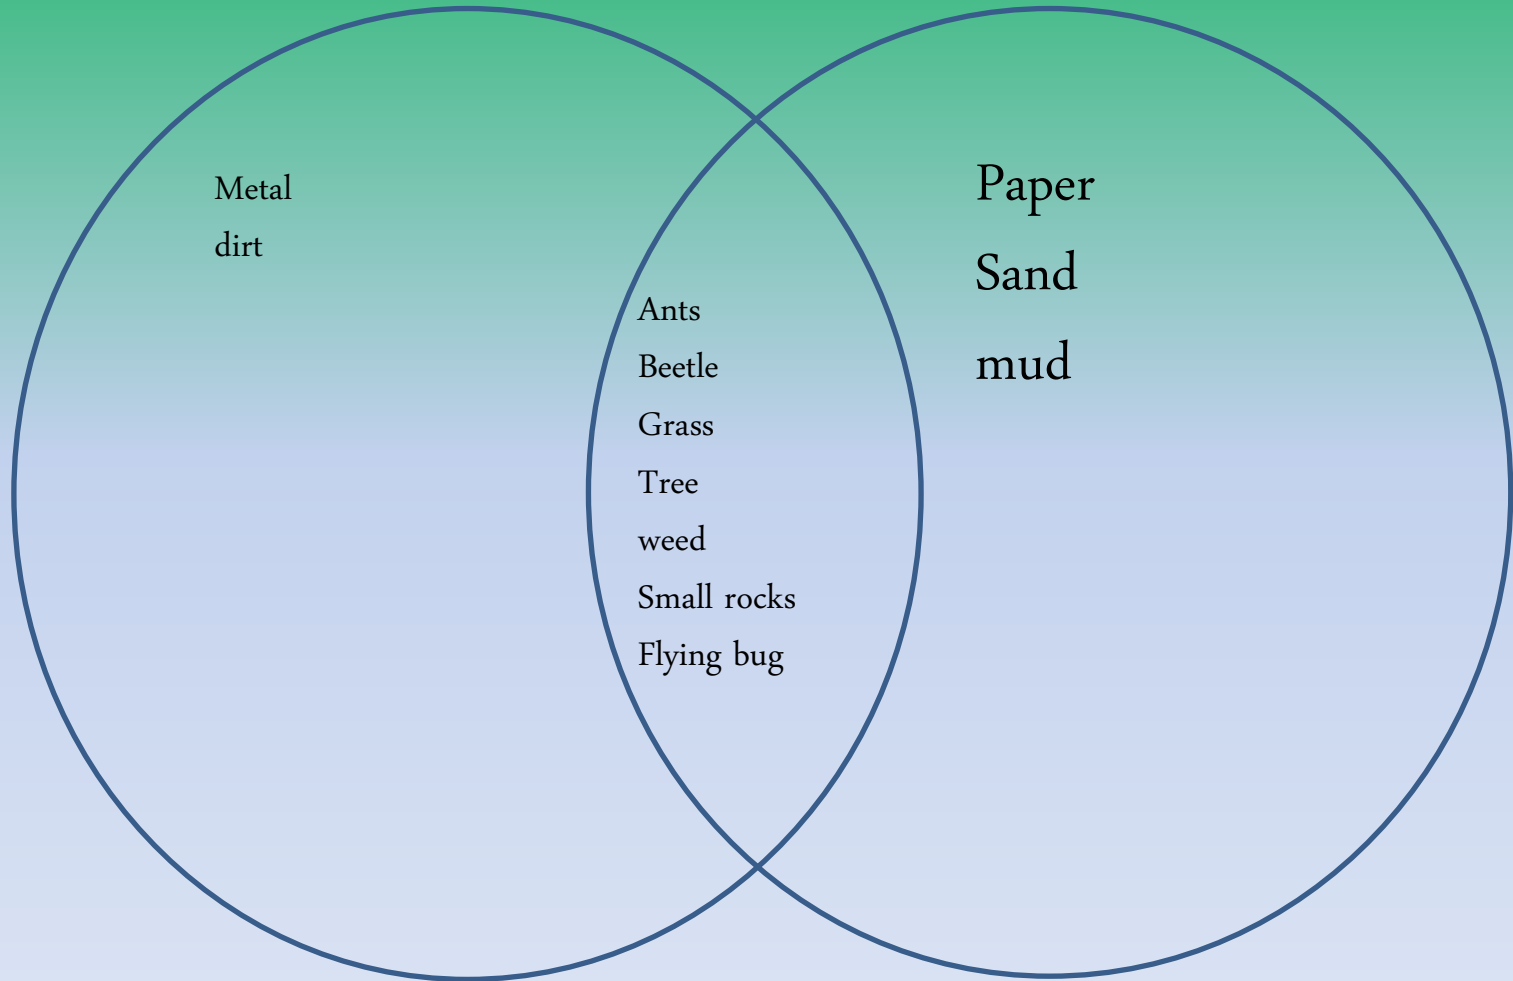 Metal
dirt
Ants
Beetle
Grass
Tree
weed
Small rocks
Flying bug
Paper
Sand
mud